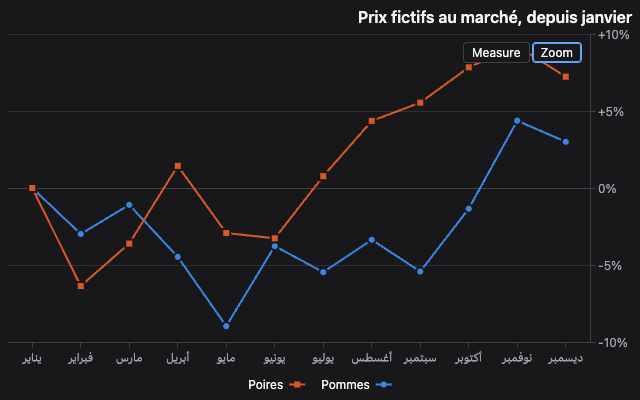 Prix fictifs au marché, depuis janvier
Measure
Zoom
+10%
+5%
0%
-5%
-10%
يناير
فبراير
مارس
أبريل
مايو
يونيو
يوليو
أغسطس
سبتمبر
أكتوبر
نوفمبر
ديسمبر
Poires
Pommes